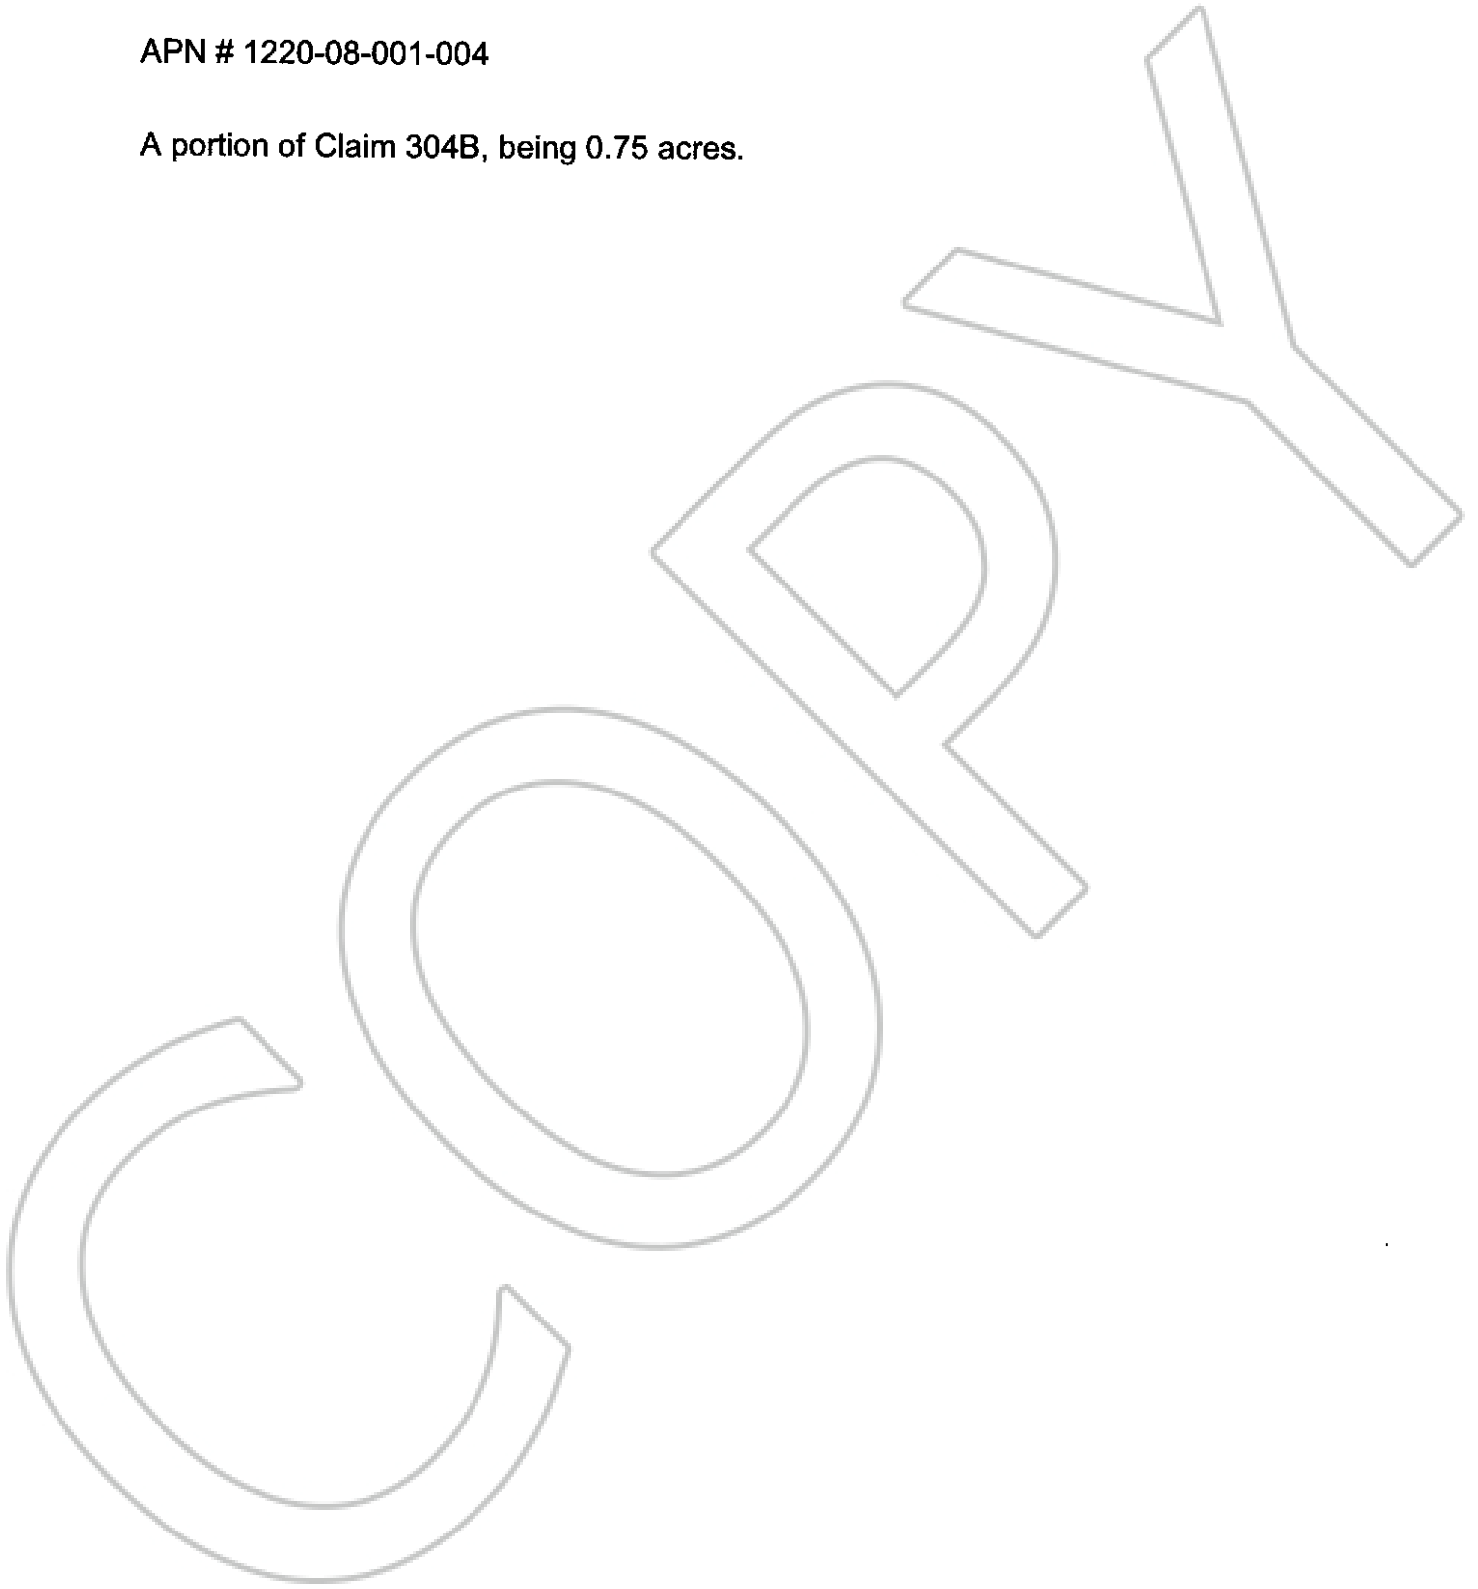 APN # 1220-08-001-004
A portion of Claim 304B, being 0.75 acres.
COPY